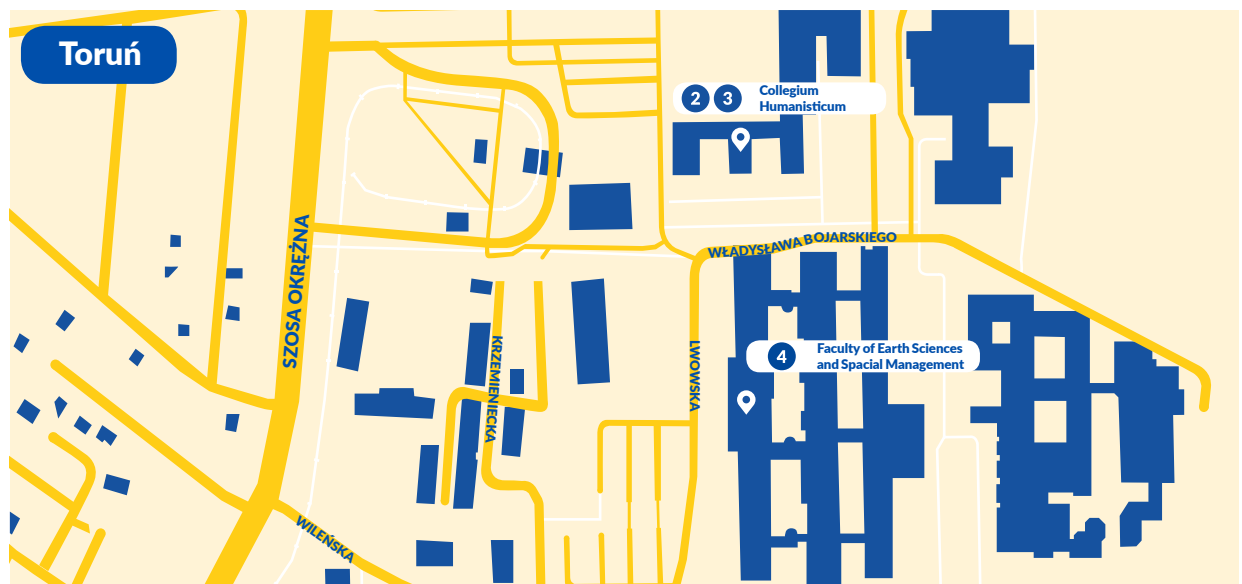 Toruń
2 3 Collegium
Humanisticum
SZOSA OKRĘŻNA
WŁADYSŁAWA BOJARSKIEGO
KRZEMIENIECKA
LWOWSKA
4 Faculty of Earth Sciences
and Spacial Management
WILEŃSKA